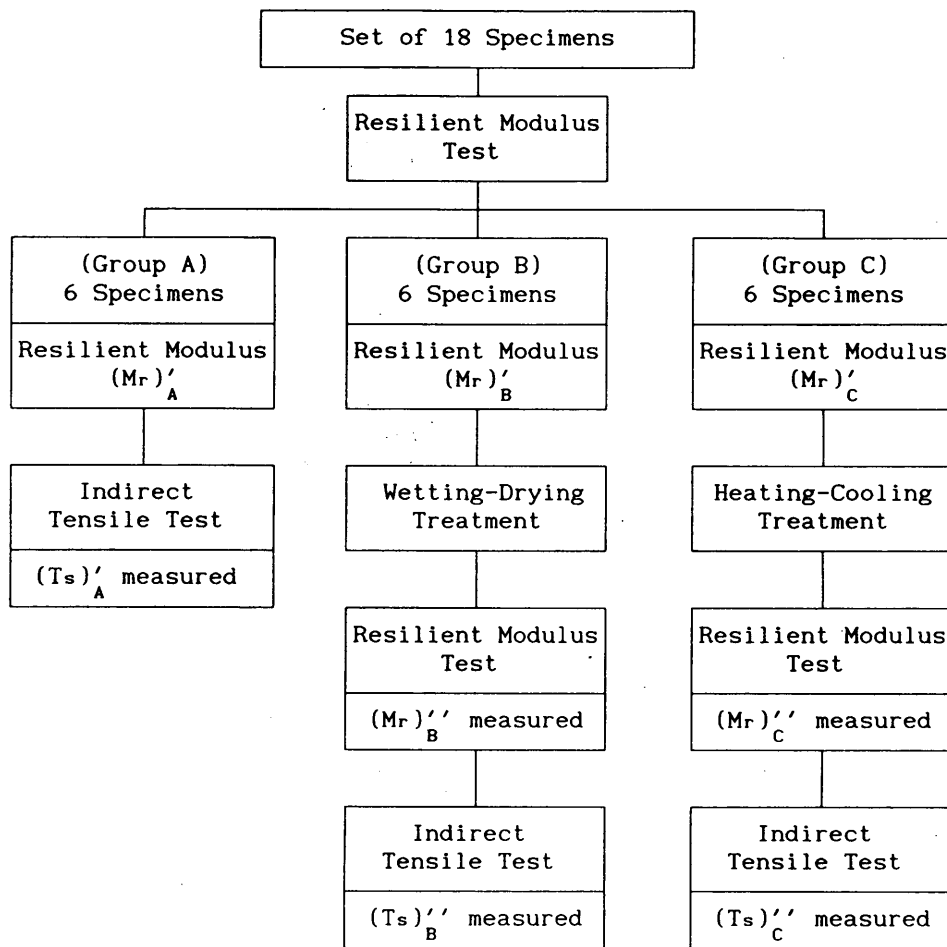 Set of 18 Specimens
Resilient Modulus
Test
(Group A)
6 Specimens
Resilient Modulus
(Mr)′A
Indirect
Tensile Test
(Ts)′A measured
(Group B)
6 Specimens
Resilient Modulus
(Mr)′B
Wetting-Drying
Treatment
Resilient Modulus
Test
(Mr)′′B measured
Indirect
Tensile Test
(Ts)′′B measured
(Group C)
6 Specimens
Resilient Modulus
(Mr)′C
Heating-Cooling
Treatment
Resilient Modulus
Test
(Mr)′′C measured
Indirect
Tensile Test
(Ts)′′C measured